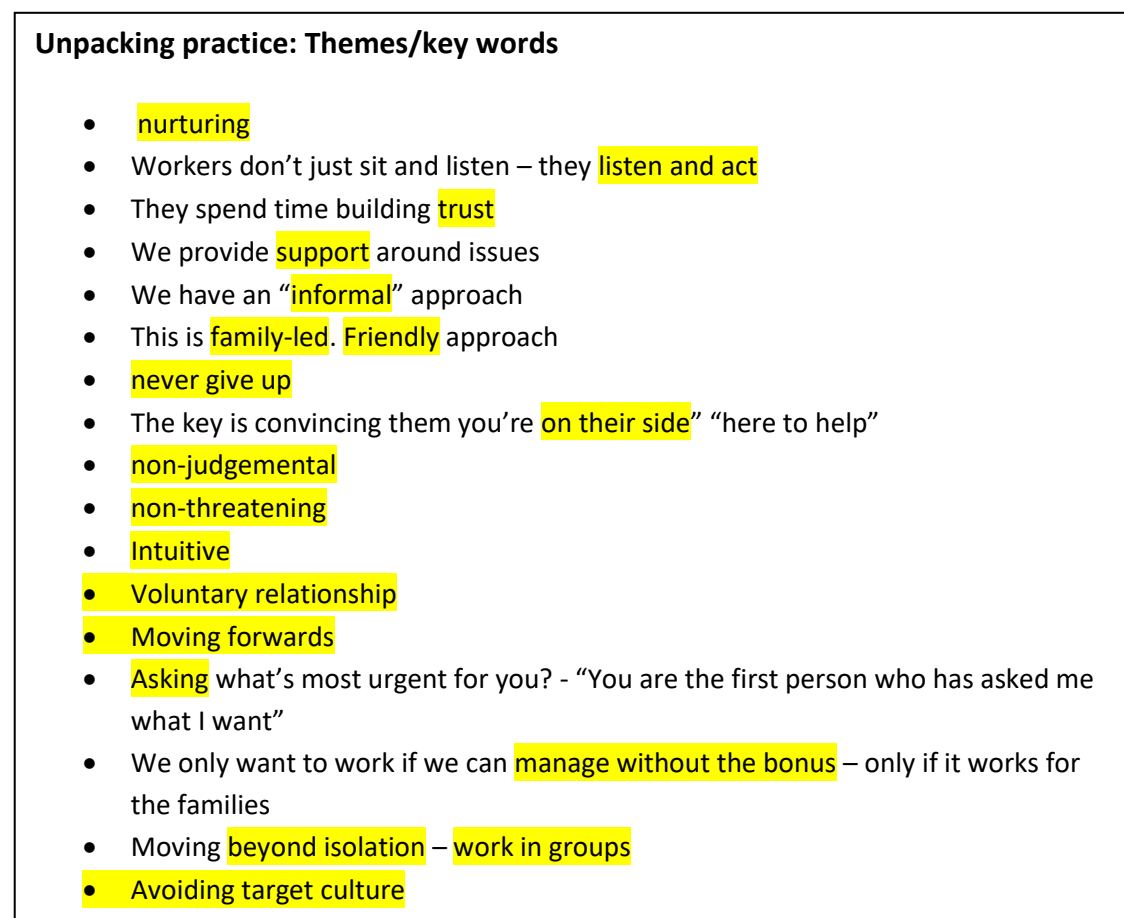 Unpacking practice: Themes/key words
• nurturing
• Workers don’t just sit and listen – they listen and act
• They spend time building trust
• We provide support around issues
• We have an “informal” approach
• This is family-led. Friendly approach
• never give up
• The key is convincing them you’re on their side” “here to help”
• non-judgemental
• non-threatening
• Intuitive
• Voluntary relationship
• Moving forwards
• Asking what’s most urgent for you? - “You are the first person who has asked me
what I want”
• We only want to work if we can manage without the bonus – only if it works for
the families
• Moving beyond isolation – work in groups
• Avoiding target culture